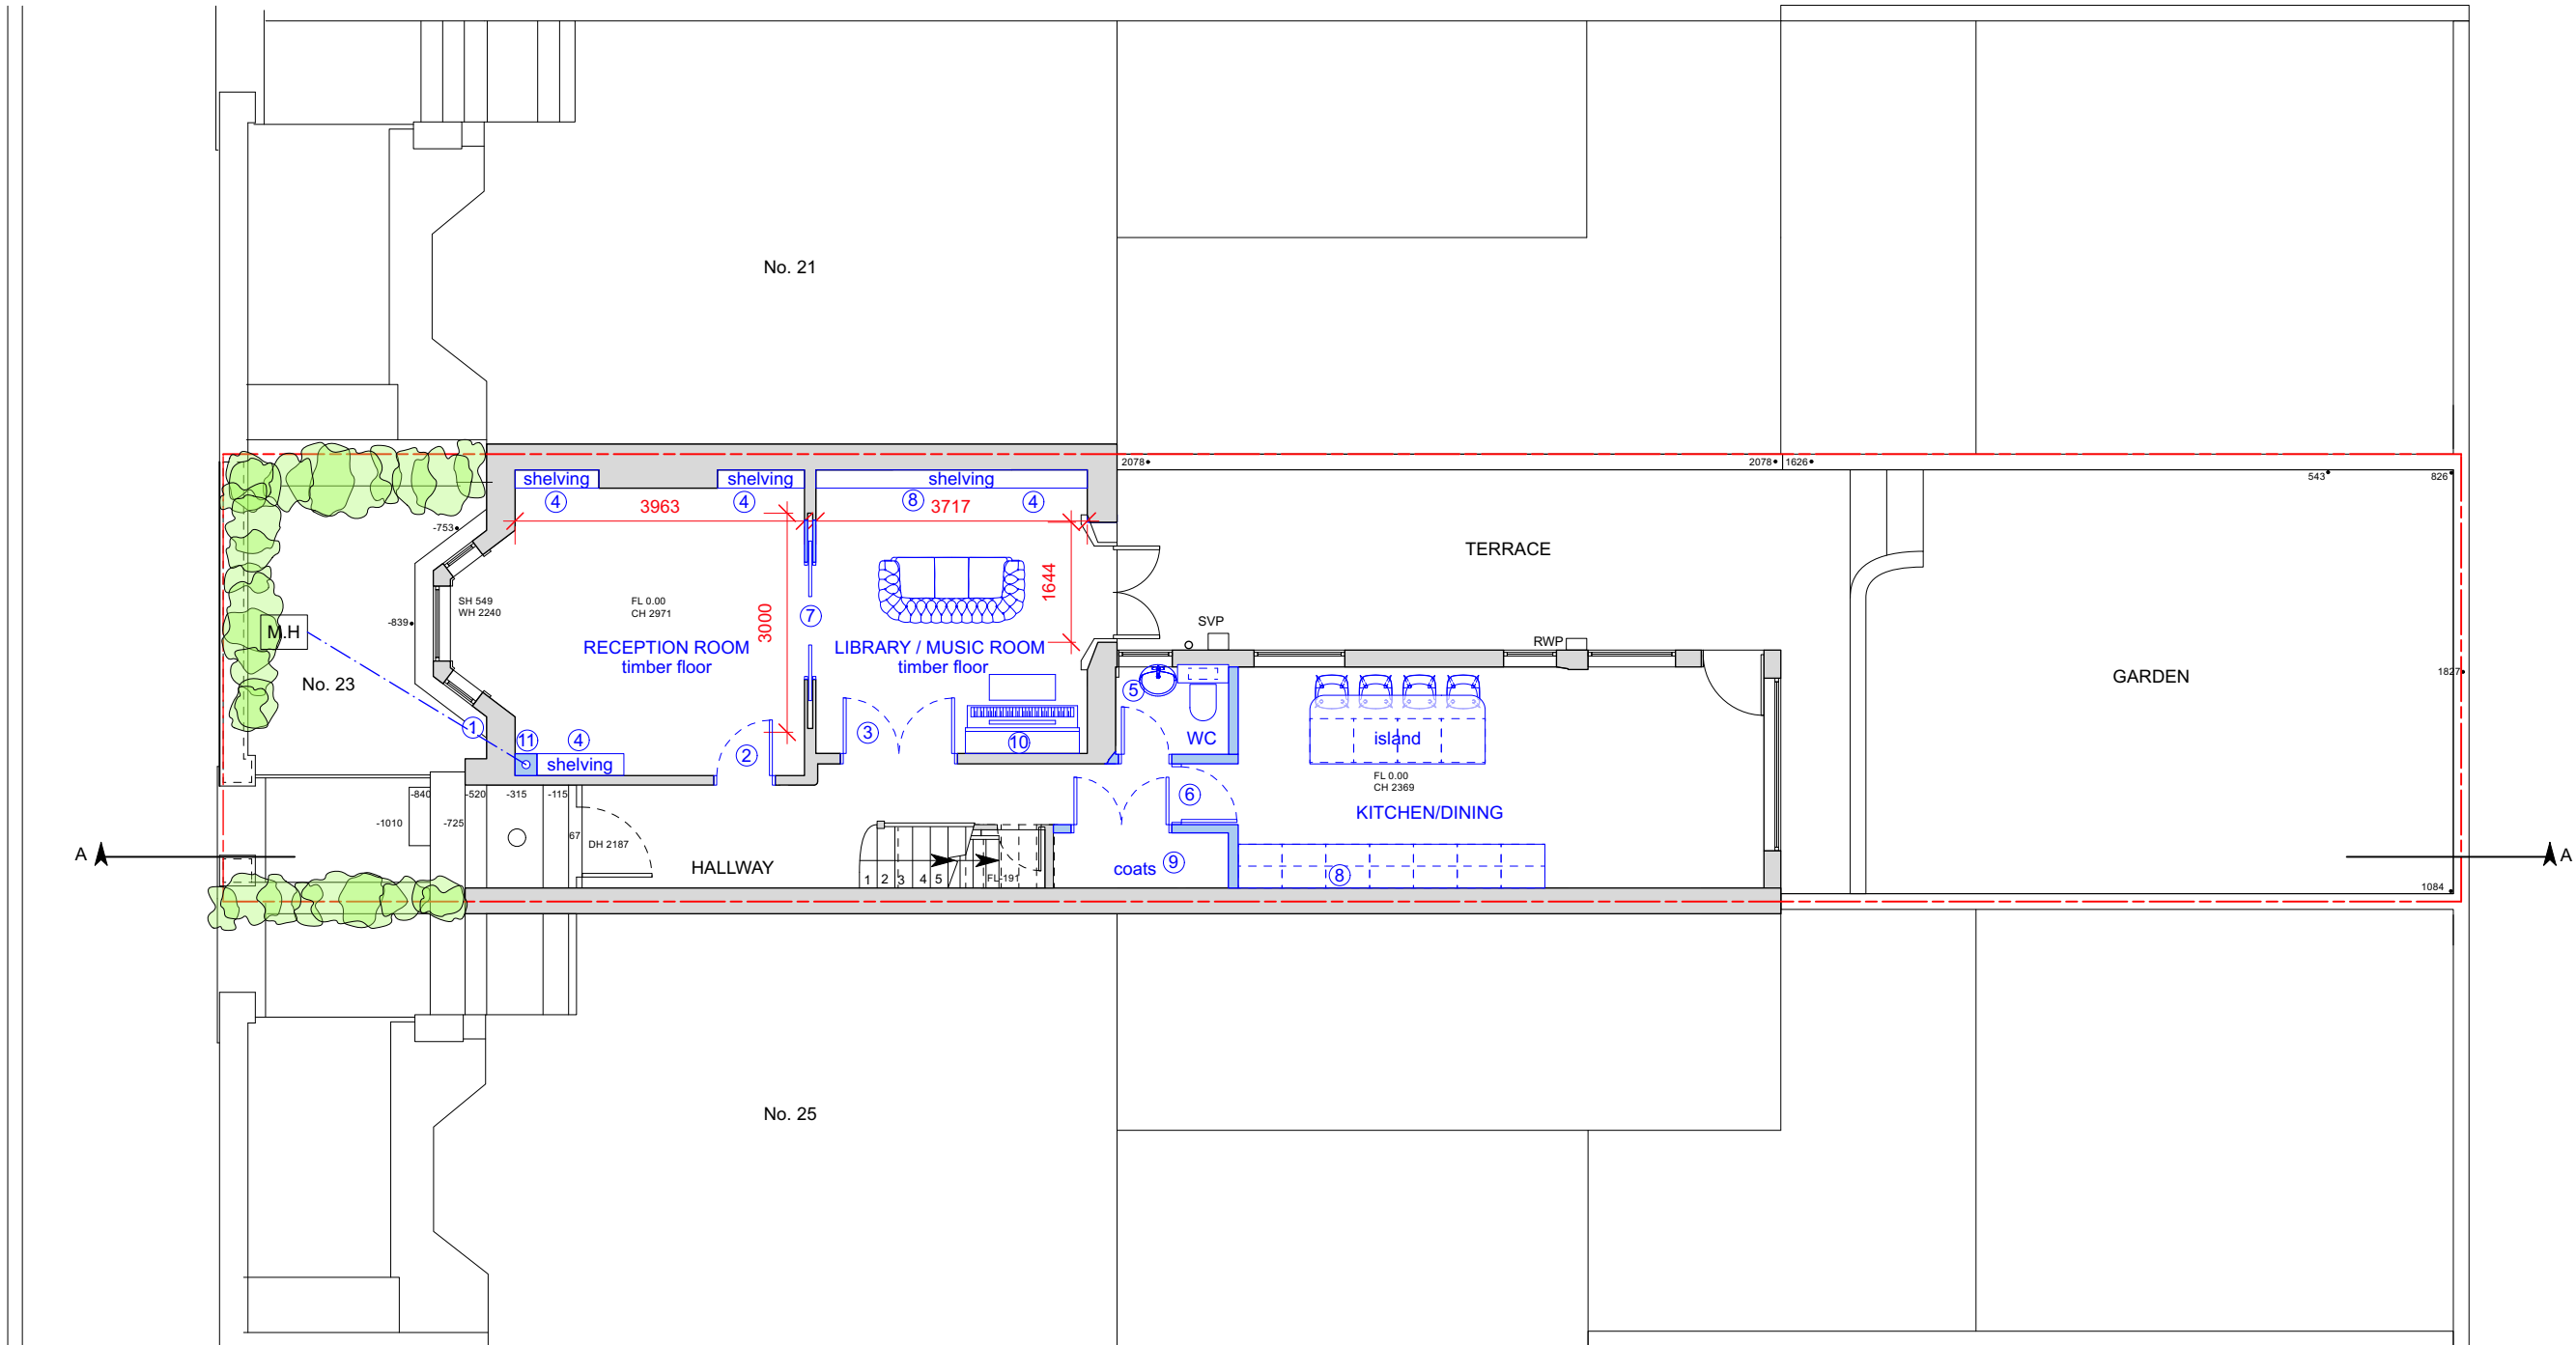 No. 21
shelving
shelving
shelving
4
4
8
4
3963
3717
2078
2078
1626
543
826
-753
TERRACE
SH 549
WH 2240
FL 0.00
CH 2971
3000
1644
7
-839
M.H
SVP
RWP
RECEPTION ROOM
timber floor
LIBRARY / MUSIC ROOM
timber floor
No. 23
GARDEN
1827
5
1
11
4
2
3
10
WC
island
shelving
FL 0.00
CH 2369
-840
-520
-315
-115
6
-1010
-725
67
KITCHEN/DINING
DH 2187
A
A
HALLWAY
coats
9
8
1
2
3
4
5
FL-191
1084
No. 25